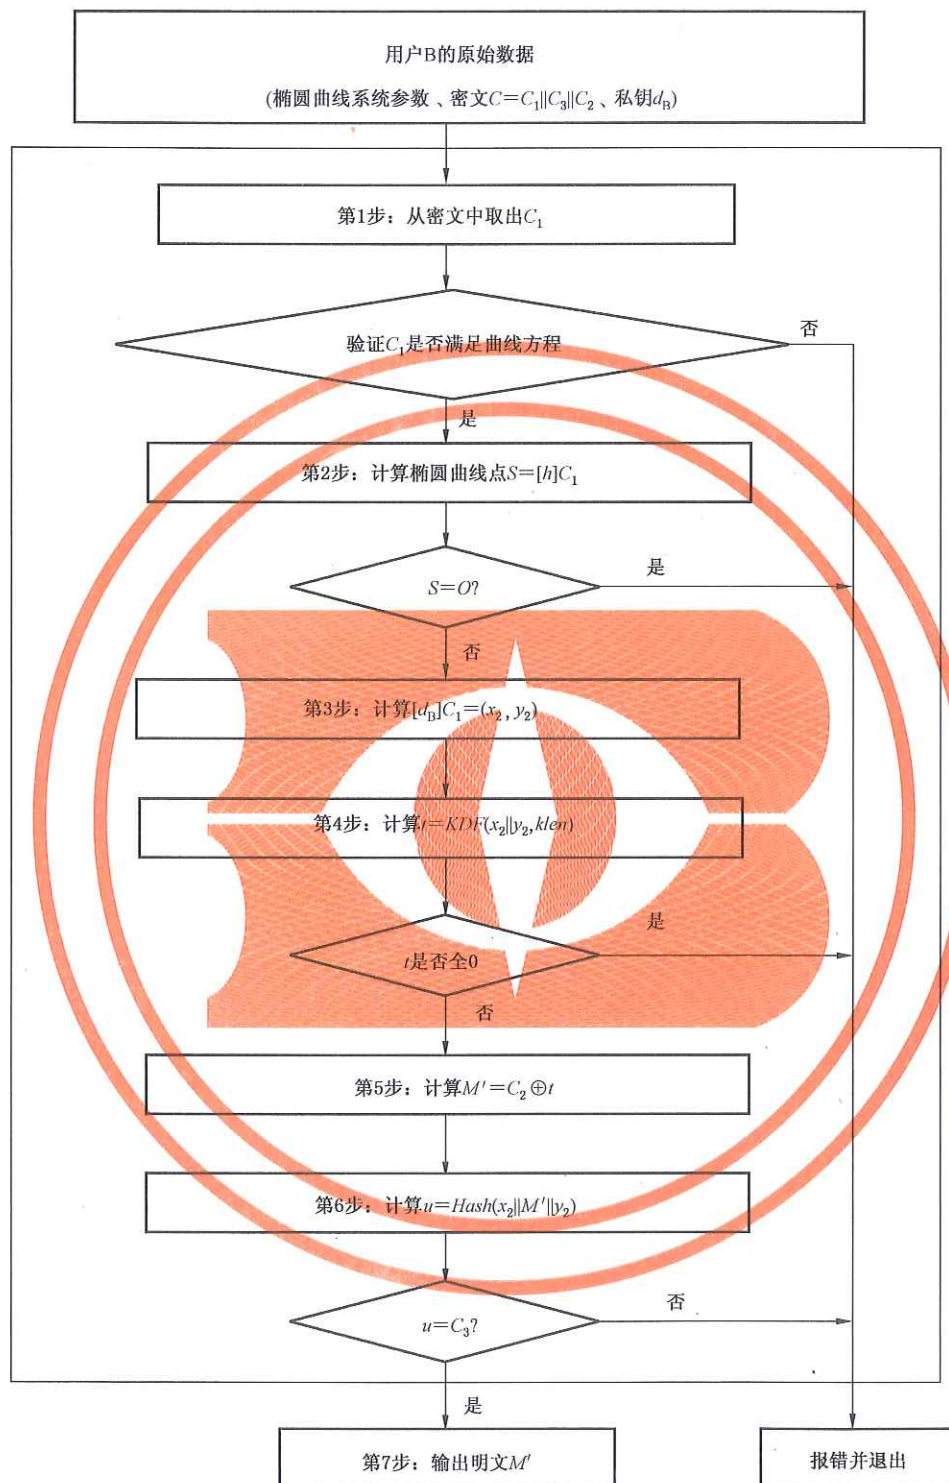 用户B的原始数据
(椭圆曲线系统参数、密文C=C₁||C₃||C₂、私钥d_B)
第1步：从密文中取出C₁
验证C₁是否满足曲线方程
否
是
第2步：计算椭圆曲线点S=[h]C₁
S=O?
是
否
第3步：计算[d_B]C₁=(x₂, y₂)
第4步：计算t=KDF(x₂||y₂,klen)
t是否全0
是
否
第5步：计算M′=C₂⊕t
第6步：计算u=Hash(x₂||M′||y₂)
u=C₃?
否
是
第7步：输出明文M′
报错并退出